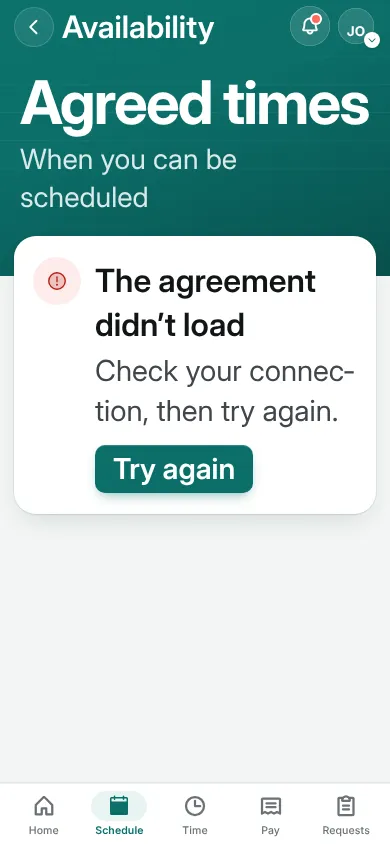 Availability
JO
Agreed times
When you can be
scheduled
The agreement
didn’t load
Check your connec-
tion, then try again.
Try again
Home
Schedule
Time
Pay
Requests